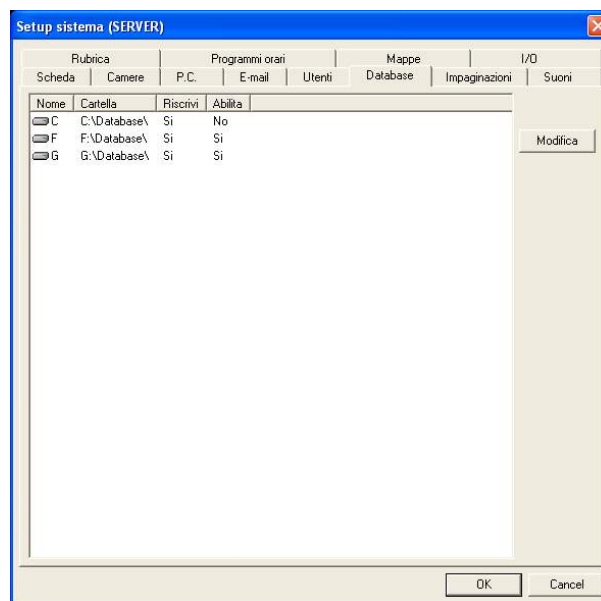 Setup sistema (SERVER)
Rubrica Programmi orari Mappe I/O
Scheda Camere P.C. E-mail Utenti Database Impaginazioni Suoni
Nome Cartella Riscrivi Abilita
C C:\Database\ Si No
F F:\Database\ Si Si
G G:\Database\ Si Si
Modifica
OK Cancel